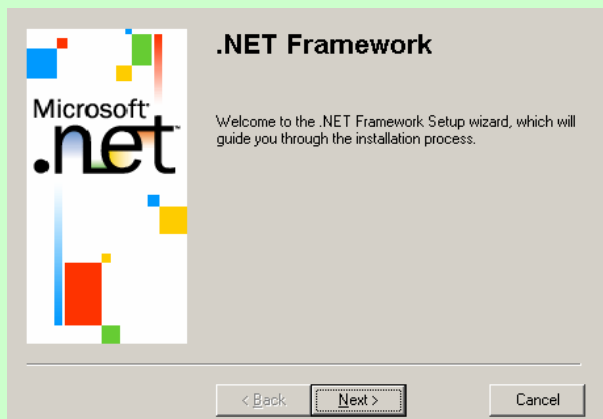 .NET Framework
Microsoft
.net
Welcome to the .NET Framework Setup wizard, which will
guide you through the installation process.
< Back
Next >
Cancel